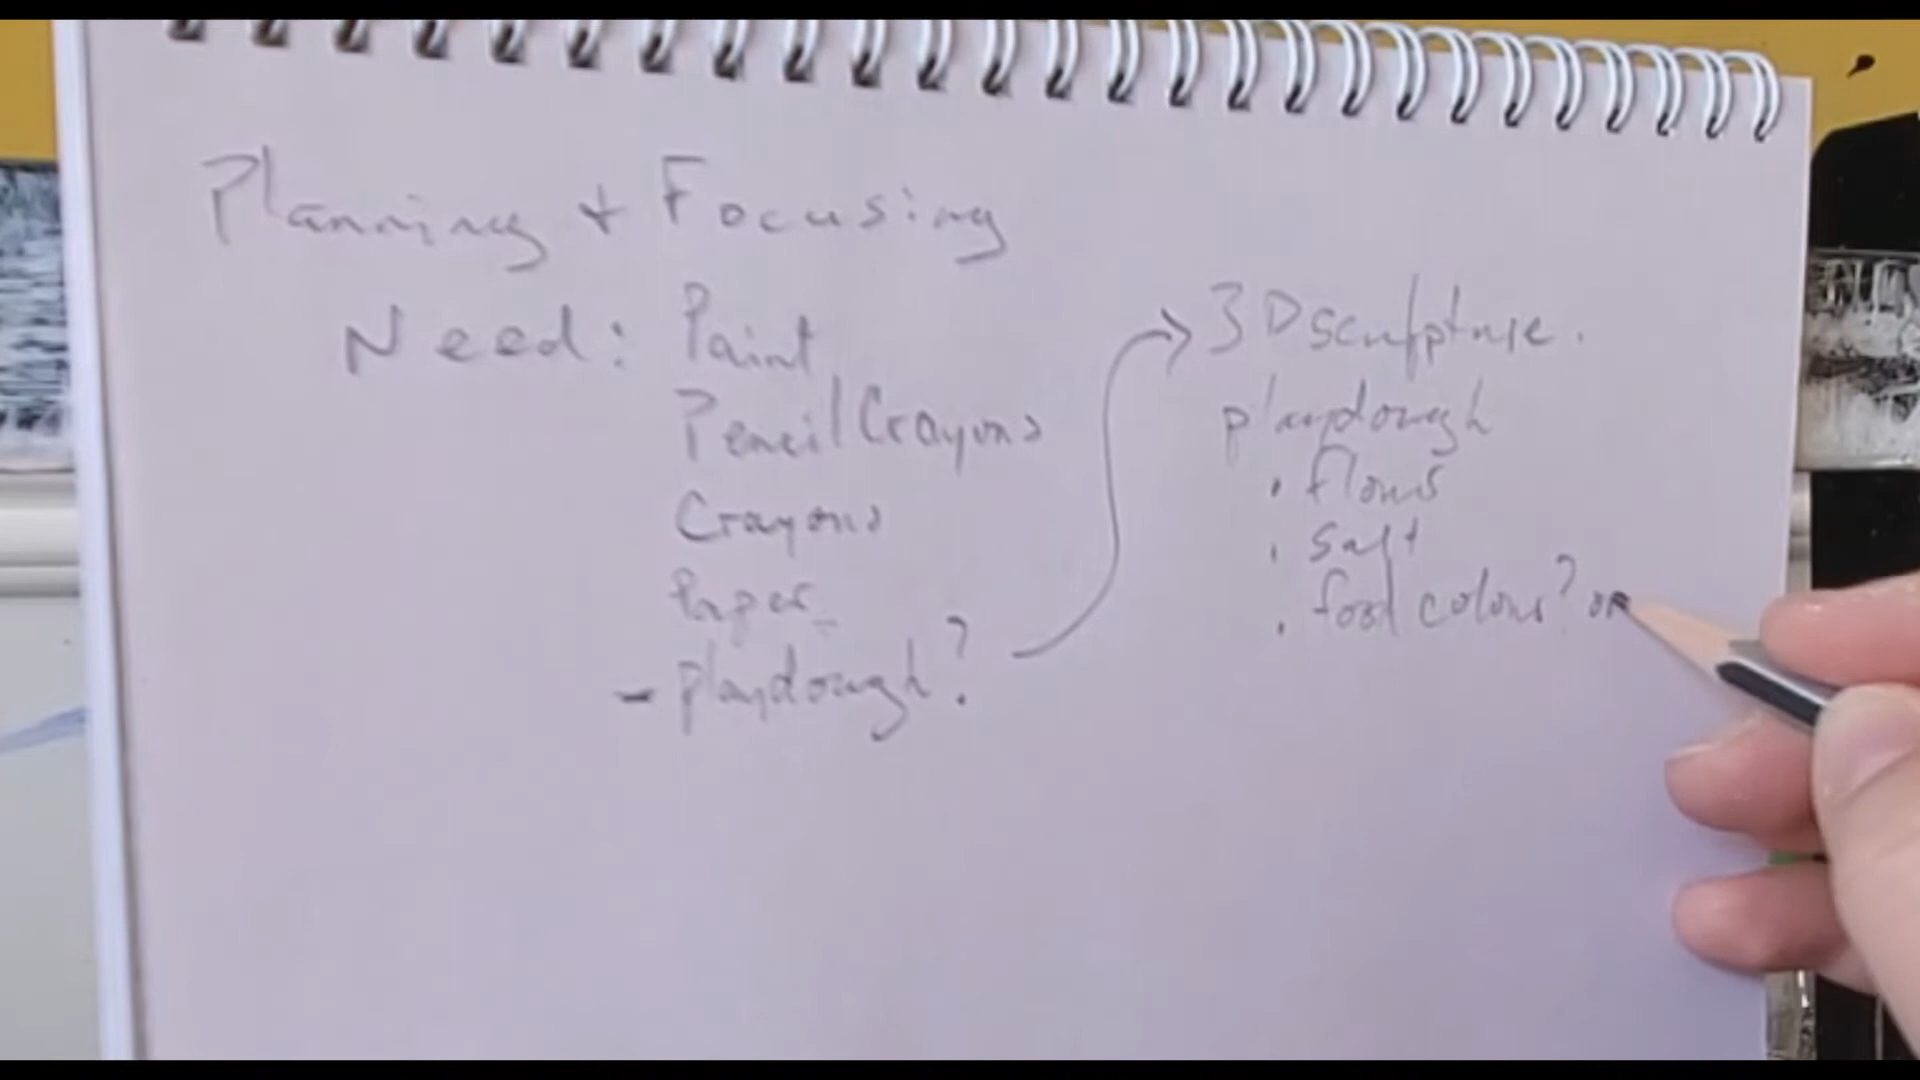 Planning + Focusing
Need: Paint
Pencil Crayons
Crayons
Paper
- playdough?
→ 3D sculpture.
playdough
. flour
. salt
. food colour? or